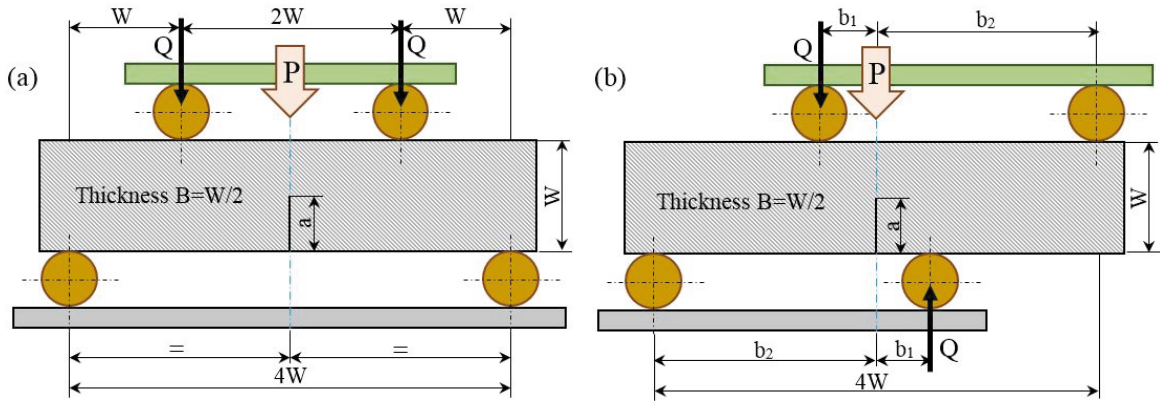 W 2W W
Q Q
(a) P
Thickness B=W/2
a
W
= =
4W
b₁ b₂
Q
(b) P
Thickness B=W/2
a
W
b₂ b₁ Q
4W